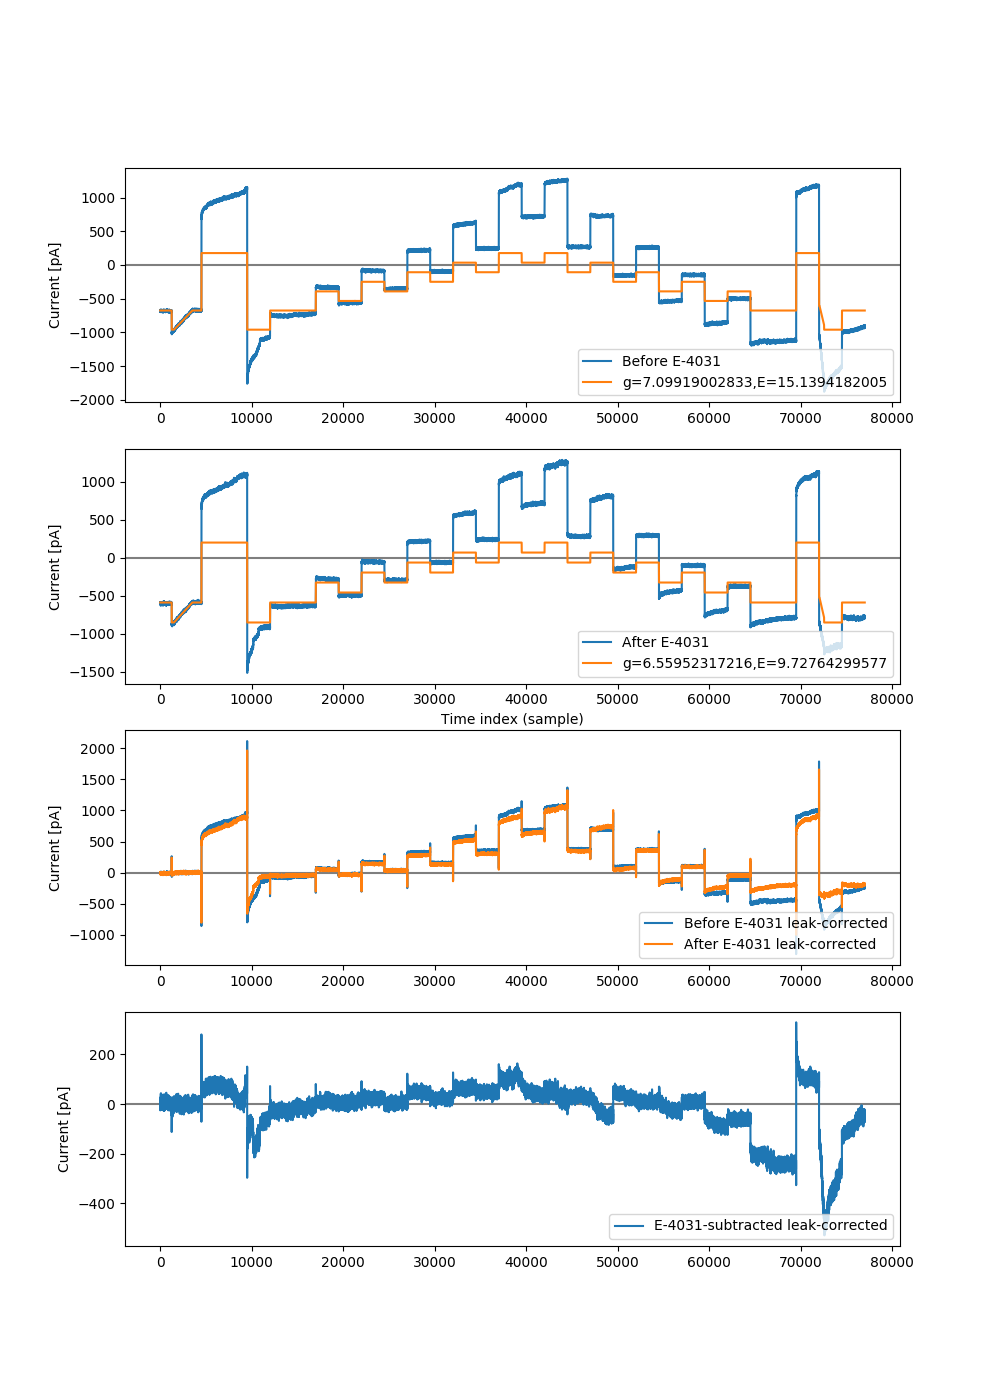 1000
500
0
−500
−1000
−1500
−2000
Current [pA]
Before E-4031
g=7.09919002833,E=15.1394182005
0 10000 20000 30000 40000 50000 60000 70000 80000
1000
500
0
−500
−1000
−1500
Current [pA]
After E-4031
g=6.55952317216,E=9.72764299577
0 10000 20000 30000 40000 50000 60000 70000 80000
Time index (sample)
2000
1500
1000
500
0
−500
−1000
Current [pA]
Before E-4031 leak-corrected
After E-4031 leak-corrected
0 10000 20000 30000 40000 50000 60000 70000 80000
200
0
−200
−400
Current [pA]
E-4031-subtracted leak-corrected
0 10000 20000 30000 40000 50000 60000 70000 80000